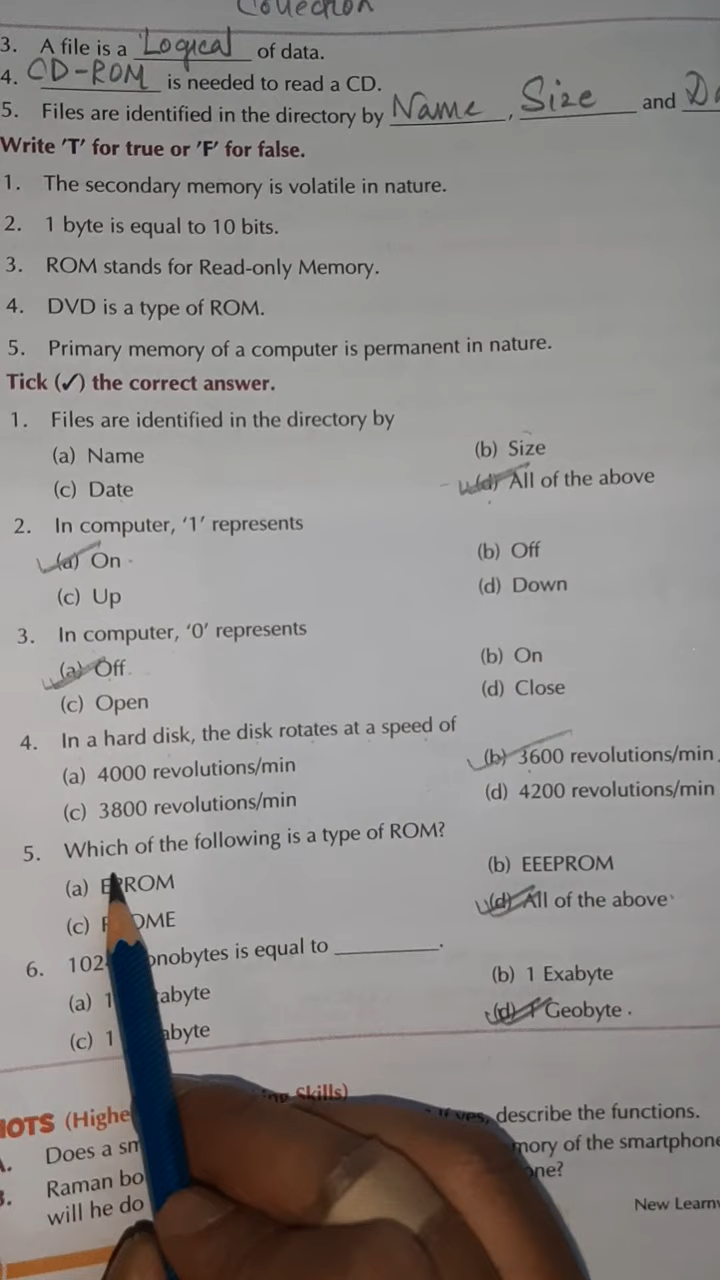 Collection
3. A file is a Logical of data.
4. CD-ROM is needed to read a CD.
5. Files are identified in the directory by Name, Size and
Write 'T' for true or 'F' for false.
1. The secondary memory is volatile in nature.
2. 1 byte is equal to 10 bits.
3. ROM stands for Read-only Memory.
4. DVD is a type of ROM.
5. Primary memory of a computer is permanent in nature.
Tick (✓) the correct answer.
1. Files are identified in the directory by
(a) Name (b) Size
(c) Date (d) All of the above
2. In computer, '1' represents
(a) On (b) Off
(c) Up (d) Down
3. In computer, '0' represents
(a) Off (b) On
(c) Open (d) Close
4. In a hard disk, the disk rotates at a speed of
(a) 4000 revolutions/min (b) 3600 revolutions/min
(c) 3800 revolutions/min (d) 4200 revolutions/min
5. Which of the following is a type of ROM?
(a) EPROM (b) EEEPROM
(c) (d) All of the above
6. is equal to ________.
(a) 1 (b) 1 Exabyte
(c) 1 (d) 1 Geobyte
Skills)
If yes, describe the functions.
Does a
of the smartphone
Raman
will he do
New